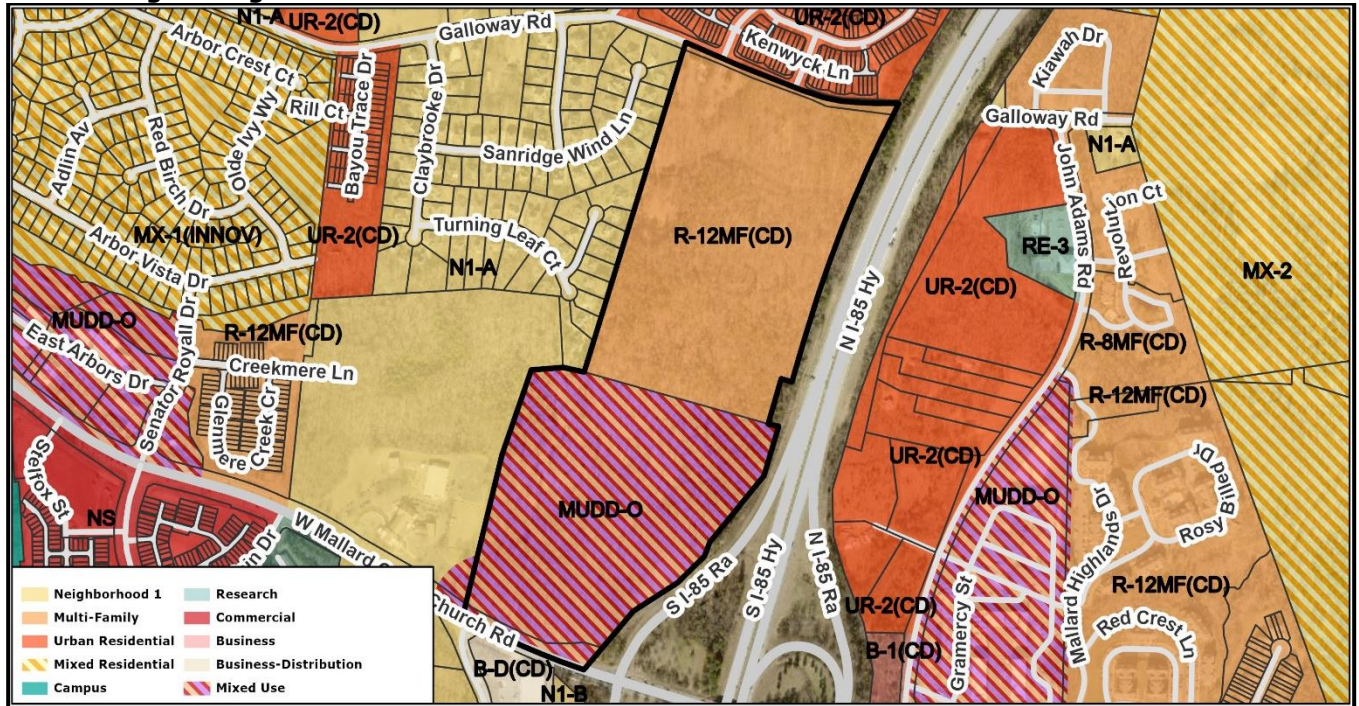 N1-A
UR-2(CD)
Galloway Rd
UR-2(CD)
Kenwyck Ln
Arbor Crest Ct
Rill Ct
Bayou Trace Dr
Claybrooke Dr
Kiawah Dr
Galloway Rd
N1-A
Olde Ivy Wy
Adlin Av
Red Birch Dr
Sanridge Wind Ln
John Adams Rd
Turning Leaf Ct
MX-1(INNOV)
UR-2(CD)
N1-A
R-12MF(CD)
RE-3
MX-2
Arbor Vista Dr
N I-85 Hy
UR-2(CD)
MUDD-O
Senator Royall Dr
R-12MF(CD)
R-8MF(CD)
East Arbors Dr
Creekmere Ln
R-12MF(CD)
Glenmere Creek Cr
Stelfox St
NS
UR-2(CD)
MUDD-O
MUDD-O
Mallard Highlands Dr
Rosy Billed Dr
W Mallard
Church Rd
S I-85 Ra
S I-85 Hy
N I-85 Ra
UR-2(CD)
Gramercy St
R-12MF(CD)
Red Crest Ln
B-D(CD)
N1-B
B-1(CD)
Neighborhood 1
Multi-Family
Urban Residential
Mixed Residential
Campus
Research
Commercial
Business
Business-Distribution
Mixed Use